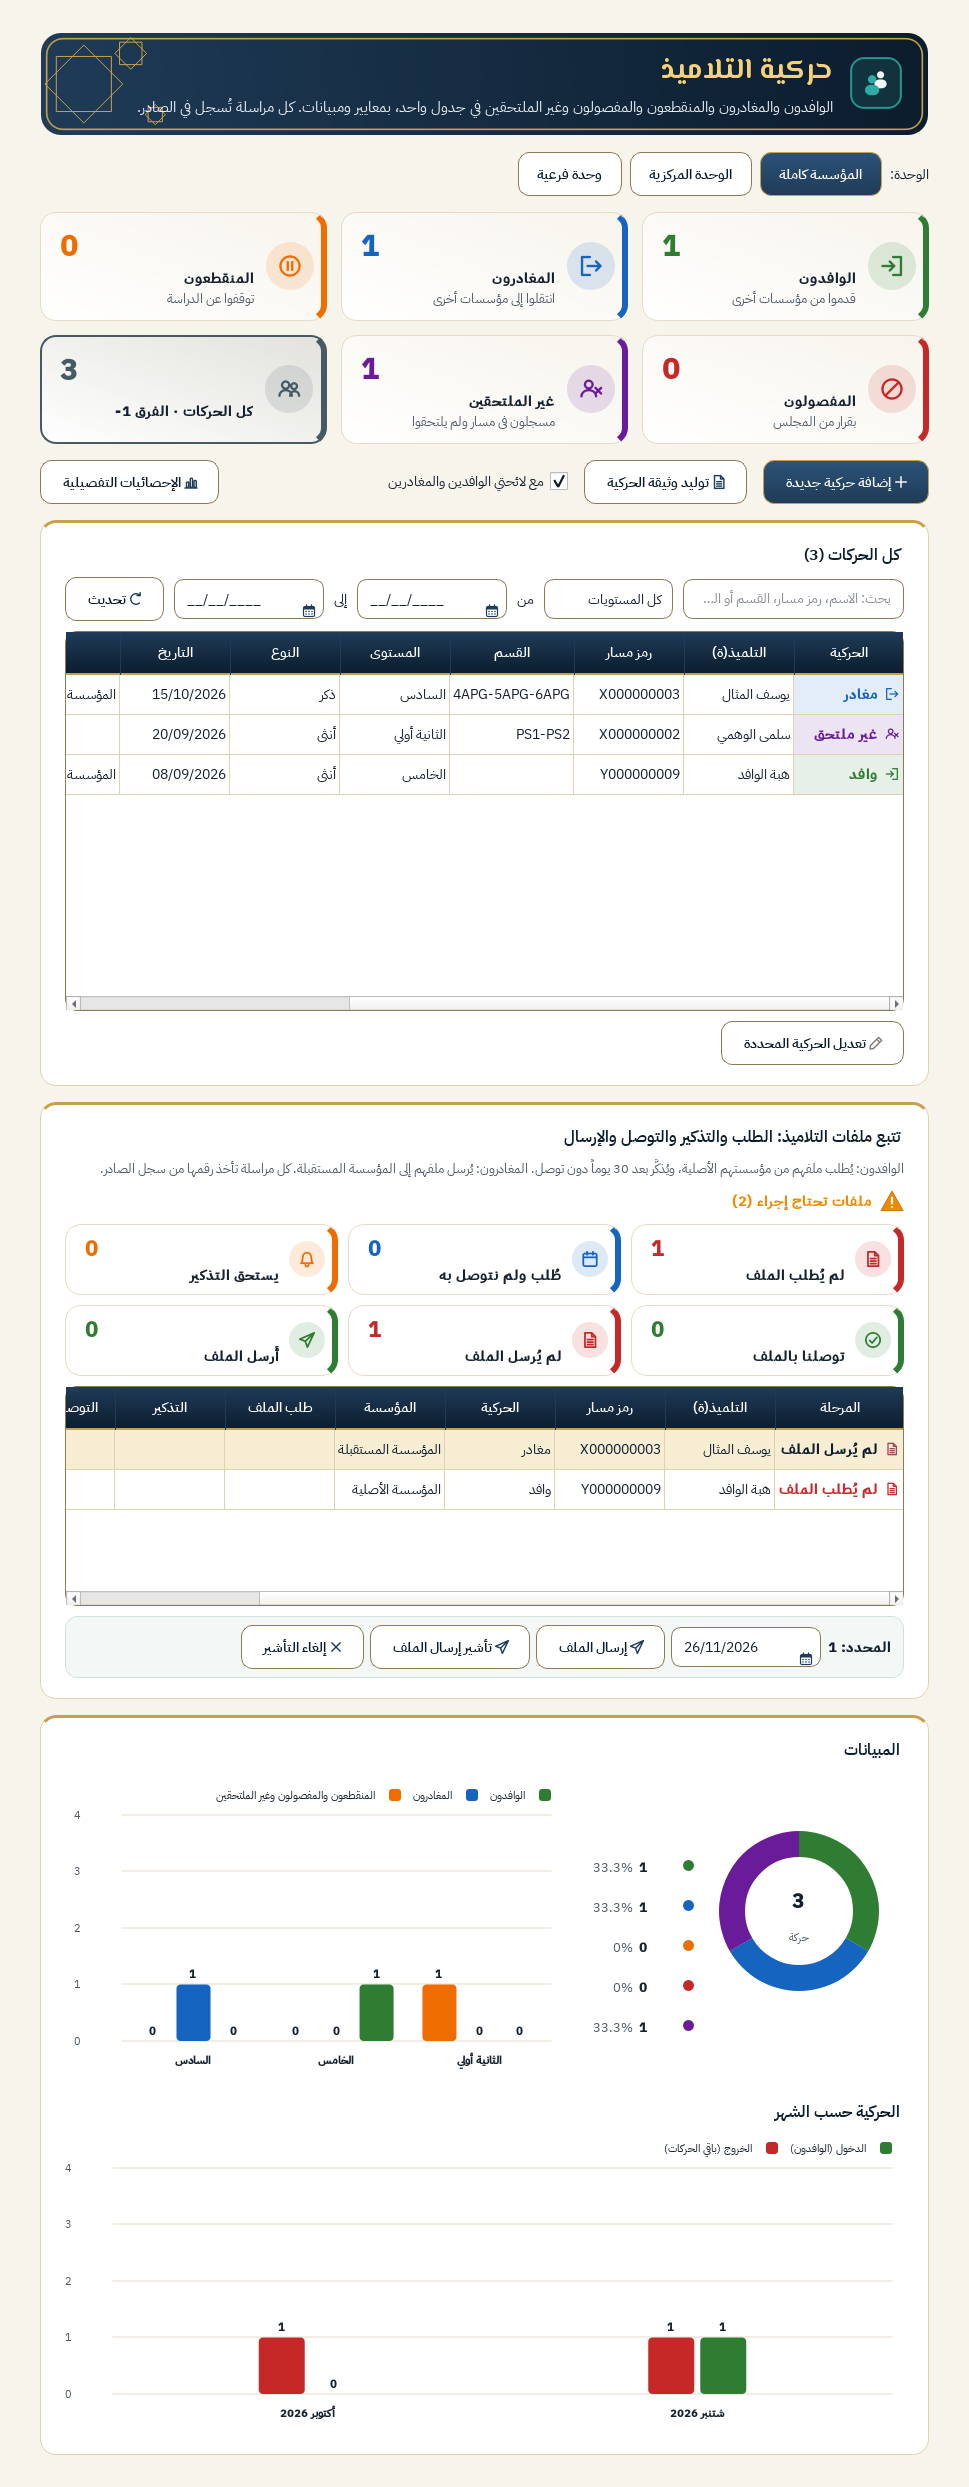 حركية التلاميذ
الوافدون والمغادرون والمنقطعون والمفصولون وغير الملتحقين في جدول واحد، بمعايير ومبيانات. كل مراسلة تُسجل في الصادر.
الوحدة: المؤسسة كاملة الوحدة المركزية وحدة فرعية
1 1 0
الوافدون المغادرون المنقطعون
قدموا من مؤسسات أخرى انتقلوا إلى مؤسسات أخرى توقفوا عن الدراسة
0 1 3
المفصولون غير الملتحقين كل الحركات · الفرق 1-
بقرار من المجلس مسجلون في مسار ولم يلتحقوا
إضافة حركية جديدة توليد وثيقة الحركية مع لائحتي الوافدين والمغادرين الإحصائيات التفصيلية
كل الحركات (3)
بحث: الاسم، رمز مسار، القسم أو الـ... كل المستويات من __/__/____ إلى __/__/____ تحديث
الحركية التلميذ(ة) رمز مسار القسم المستوى النوع التاريخ
مغادر يوسف المثال X000000003 4APG-5APG-6APG السادس ذكر 15/10/2026 المؤسسة
غير ملتحق سلمى الوهمي X000000002 PS1-PS2 الثانية أولي أنثى 20/09/2026
وافد هبة الوافد Y000000009 الخامس أنثى 08/09/2026 المؤسسة
تعديل الحركية المحددة
تتبع ملفات التلاميذ: الطلب والتذكير والتوصل والإرسال
الوافدون: يُطلب ملفهم من مؤسستهم الأصلية، ويُذكَّر بعد 30 يوماً دون توصل. المغادرون: يُرسل ملفهم إلى المؤسسة المستقبلة. كل مراسلة تأخذ رقمها من سجل الصادر.
ملفات تحتاج إجراء (2)
1 0 0
لم يُطلب الملف طُلب ولم نتوصل به يستحق التذكير
0 1 0
توصلنا بالملف لم يُرسل الملف أُرسل الملف
المرحلة التلميذ(ة) رمز مسار الحركية المؤسسة طلب الملف التذكير التوص
لم يُرسل الملف يوسف المثال X000000003 مغادر المؤسسة المستقبلة
لم يُطلب الملف هبة الوافد Y000000009 وافد المؤسسة الأصلية
المحدد: 1 26/11/2026 إرسال الملف تأشير إرسال الملف إلغاء التأشير
المبيانات
الوافدون المغادرون المنقطعون والمفصولون وغير الملتحقين
3
حركة
1 33.3%
1 33.3%
0 0%
0 0%
1 33.3%
4
3
2
1
0
0 0 1 1 0 0 0 1 0
الثانية أولي الخامس السادس
الحركية حسب الشهر
الدخول (الوافدون) الخروج (باقي الحركات)
4
3
2
1
0
1 1 0 1
شتنبر 2026 أكتوبر 2026